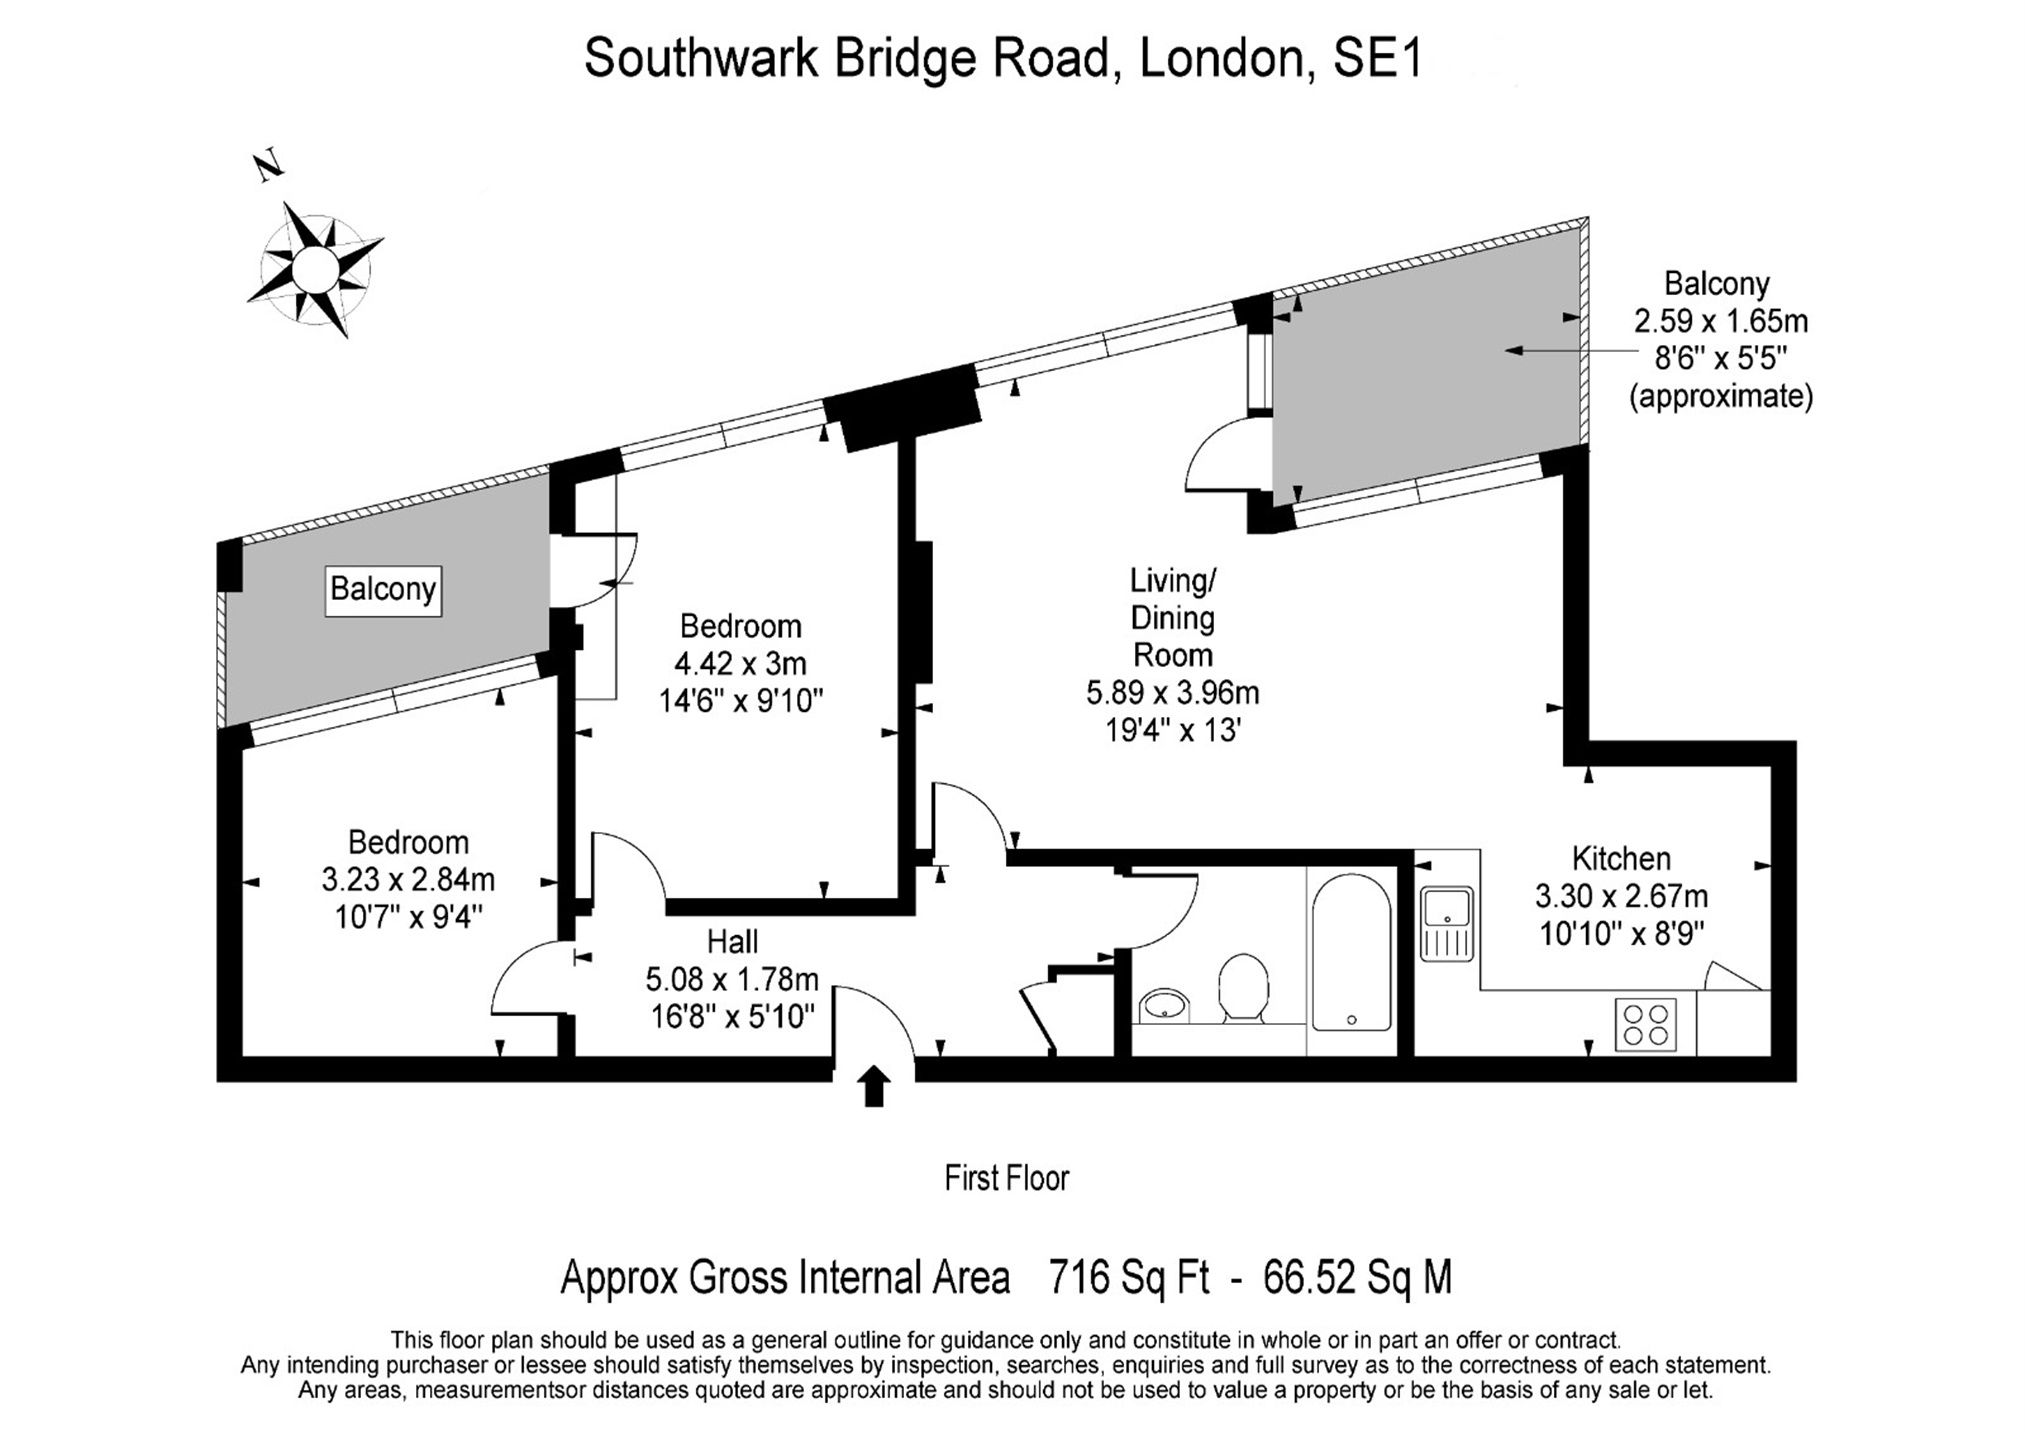 Southwark Bridge Road, London, SE1
N
Balcony
2.59 x 1.65m
8'6" x 5'5"
(approximate)
Balcony
Bedroom
4.42 x 3m
14'6" x 9'10"
Living/
Dining
Room
5.89 x 3.96m
19'4" x 13'
Bedroom
3.23 x 2.84m
10'7" x 9'4"
Kitchen
3.30 x 2.67m
10'10" x 8'9"
Hall
5.08 x 1.78m
16'8" x 5'10"
First Floor
Approx Gross Internal Area 716 Sq Ft - 66.52 Sq M
This floor plan should be used as a general outline for guidance only and constitute in whole or in part an offer or contract.
Any intending purchaser or lessee should satisfy themselves by inspection, searches, enquiries and full survey as to the correctness of each statement.
Any areas, measurementsor distances quoted are approximate and should not be used to value a property or be the basis of any sale or let.